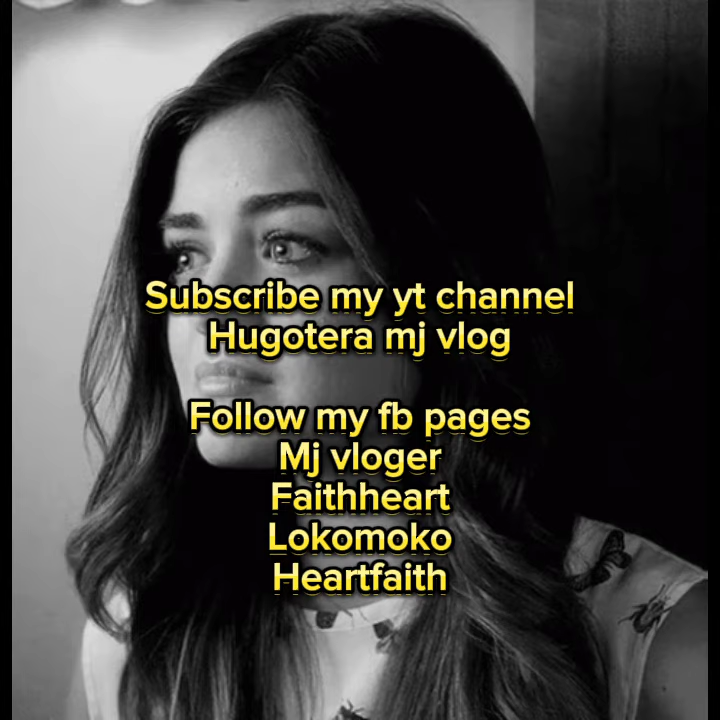 Subscribe my yt channel
Hugotera mj vlog
Follow my fb pages
Mj vloger
Faithheart
Lokomoko
Heartfaith